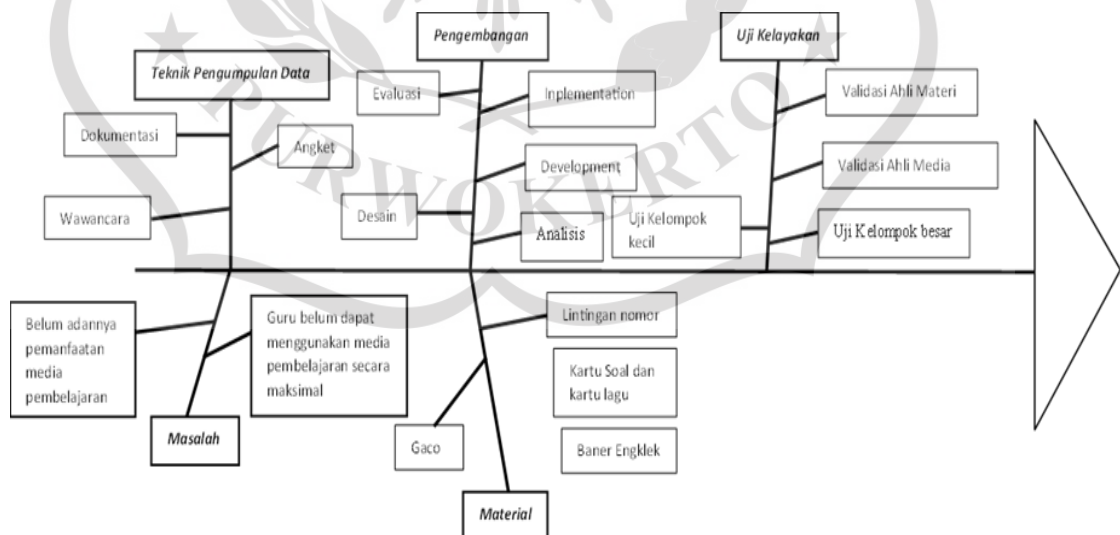 Pengembangan
Uji Kelayakan
Teknik Pengumpulan Data
Evaluasi
Inplementation
Validasi Ahli Materi
Dokumentasi
Angket
Development
Validasi Ahli Media
Wawancara
Desain
Analisis
Uji Kelompok
kecil
Uji Kelompok besar
PURWOKERTO
Belum adannya
pemanfaatan
media
pembelajaran
Guru belum dapat
menggunakan media
pembelajaran secara
maksimal
Lintingan nomor
Kartu Soal dan
kartu lagu
Masalah
Gaco
Baner Engklek
Material